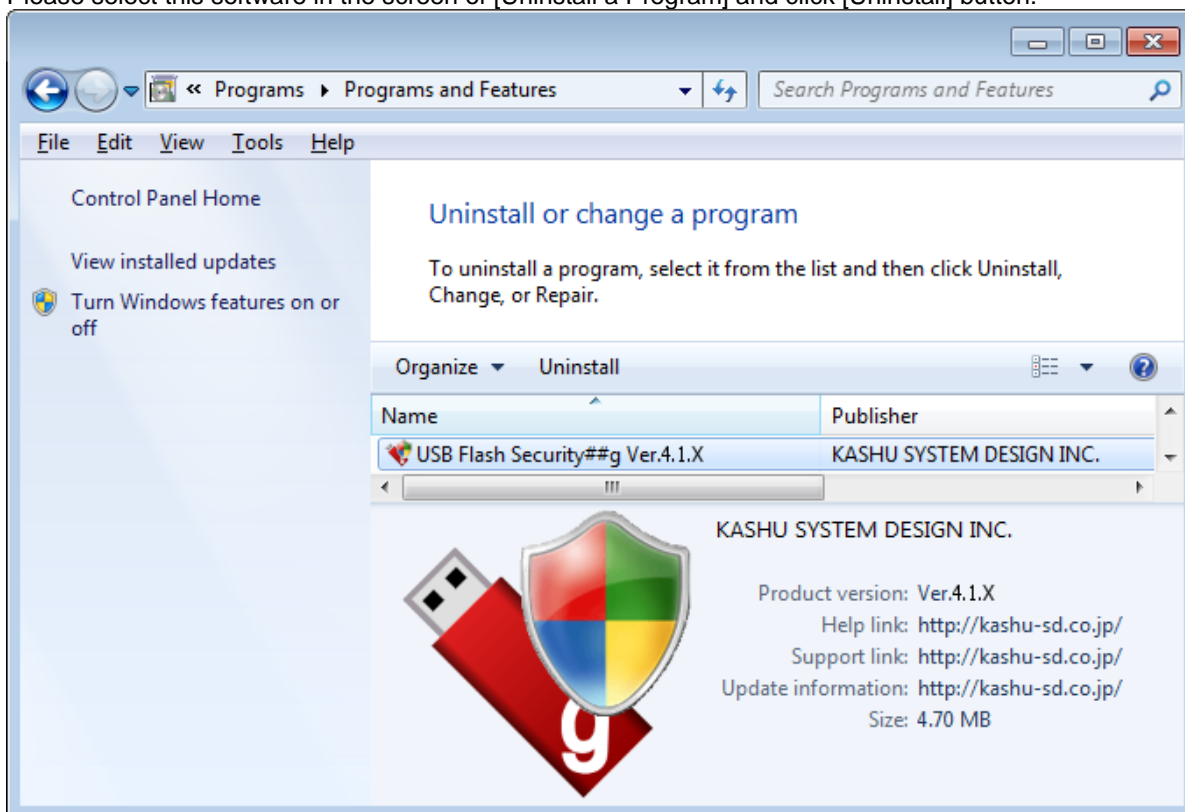 Please select this software in the screen of [Uninstall a Program] and click [Uninstall] button.
« Programs ▸ Programs and Features
Search Programs and Features
File Edit View Tools Help
Control Panel Home
View installed updates
Turn Windows features on or
off
Uninstall or change a program
To uninstall a program, select it from the list and then click Uninstall,
Change, or Repair.
Organize Uninstall
Name Publisher
USB Flash Security##g Ver.4.1.X KASHU SYSTEM DESIGN INC.
g
KASHU SYSTEM DESIGN INC.
Product version: Ver.4.1.X
Help link: http://kashu-sd.co.jp/
Support link: http://kashu-sd.co.jp/
Update information: http://kashu-sd.co.jp/
Size: 4.70 MB